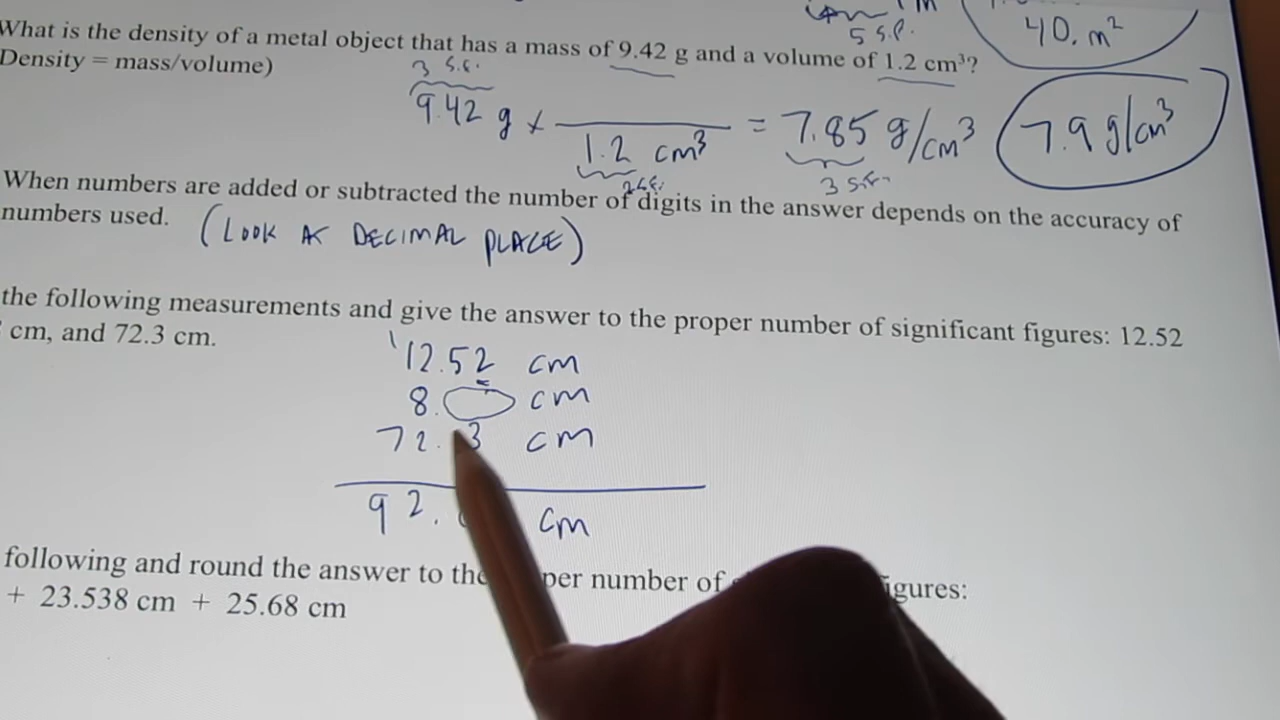 40. m²
5 s.f.
What is the density of a metal object that has a mass of 9.42 g and a volume of 1.2 cm³?
Density = mass/volume)
3 s.f.
9.42 g ×
1.2 cm³
= 7.85 g/cm³
7.9 g/cm³
2 s.f.
3 s.f.
When numbers are added or subtracted the number of digits in the answer depends on the accuracy of
numbers used.
(LOOK A DECIMAL PLACE)
the following measurements and give the answer to the proper number of significant figures: 12.52
cm, and 72.3 cm.
1
12.52 cm
8. cm
72.3 cm
92. cm
following and round the answer to the number of
+ 23.538 cm + 25.68 cm